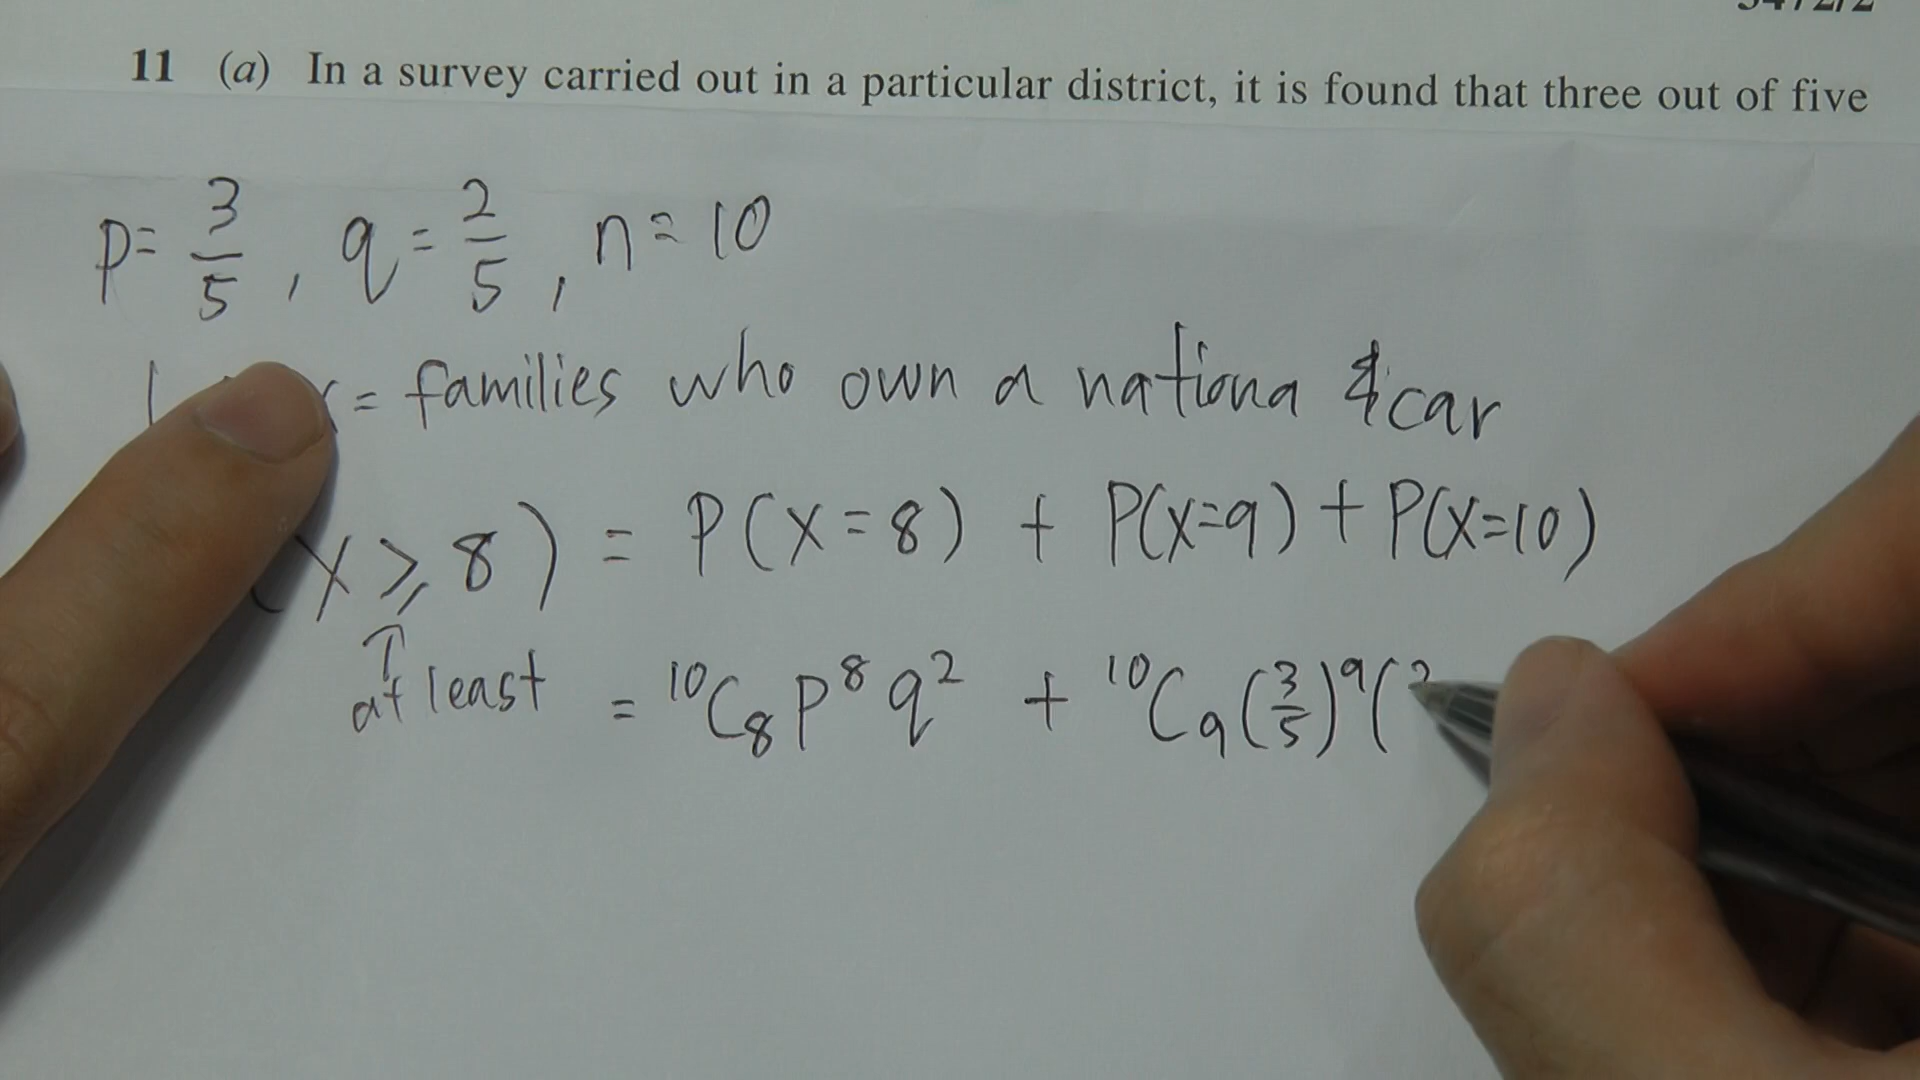 11 (a) In a survey carried out in a particular district, it is found that three out of five
p = 3/5 , q = 2/5 , n = 10
= families who own a nationa car
X ⩾ 8) = P(X = 8) + P(X=9) + P(X=10)
↑
at least = ¹⁰C₈ p⁸ q² + ¹⁰C₉ (3/5)⁹ (